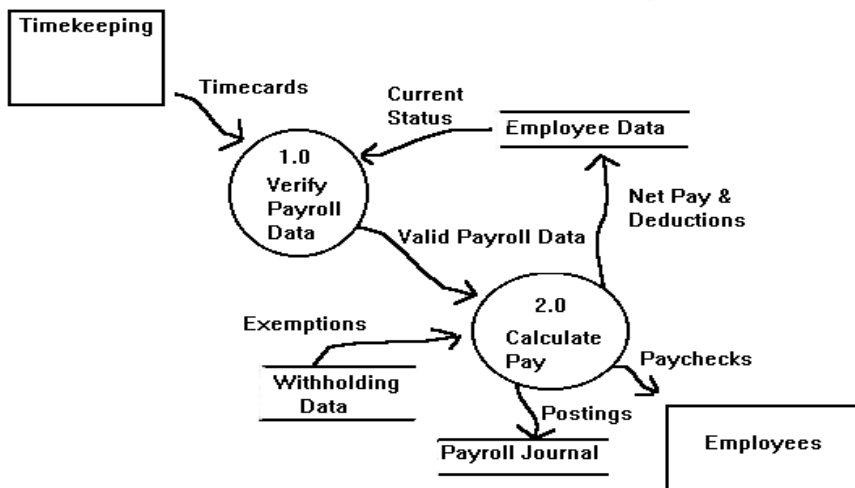 Timekeeping
Timecards
Current
Status
Employee Data
1.0
Verify
Payroll
Data
Net Pay &
Deductions
Valid Payroll Data
2.0
Calculate
Pay
Exemptions
Withholding
Data
Paychecks
Postings
Payroll Journal
Employees